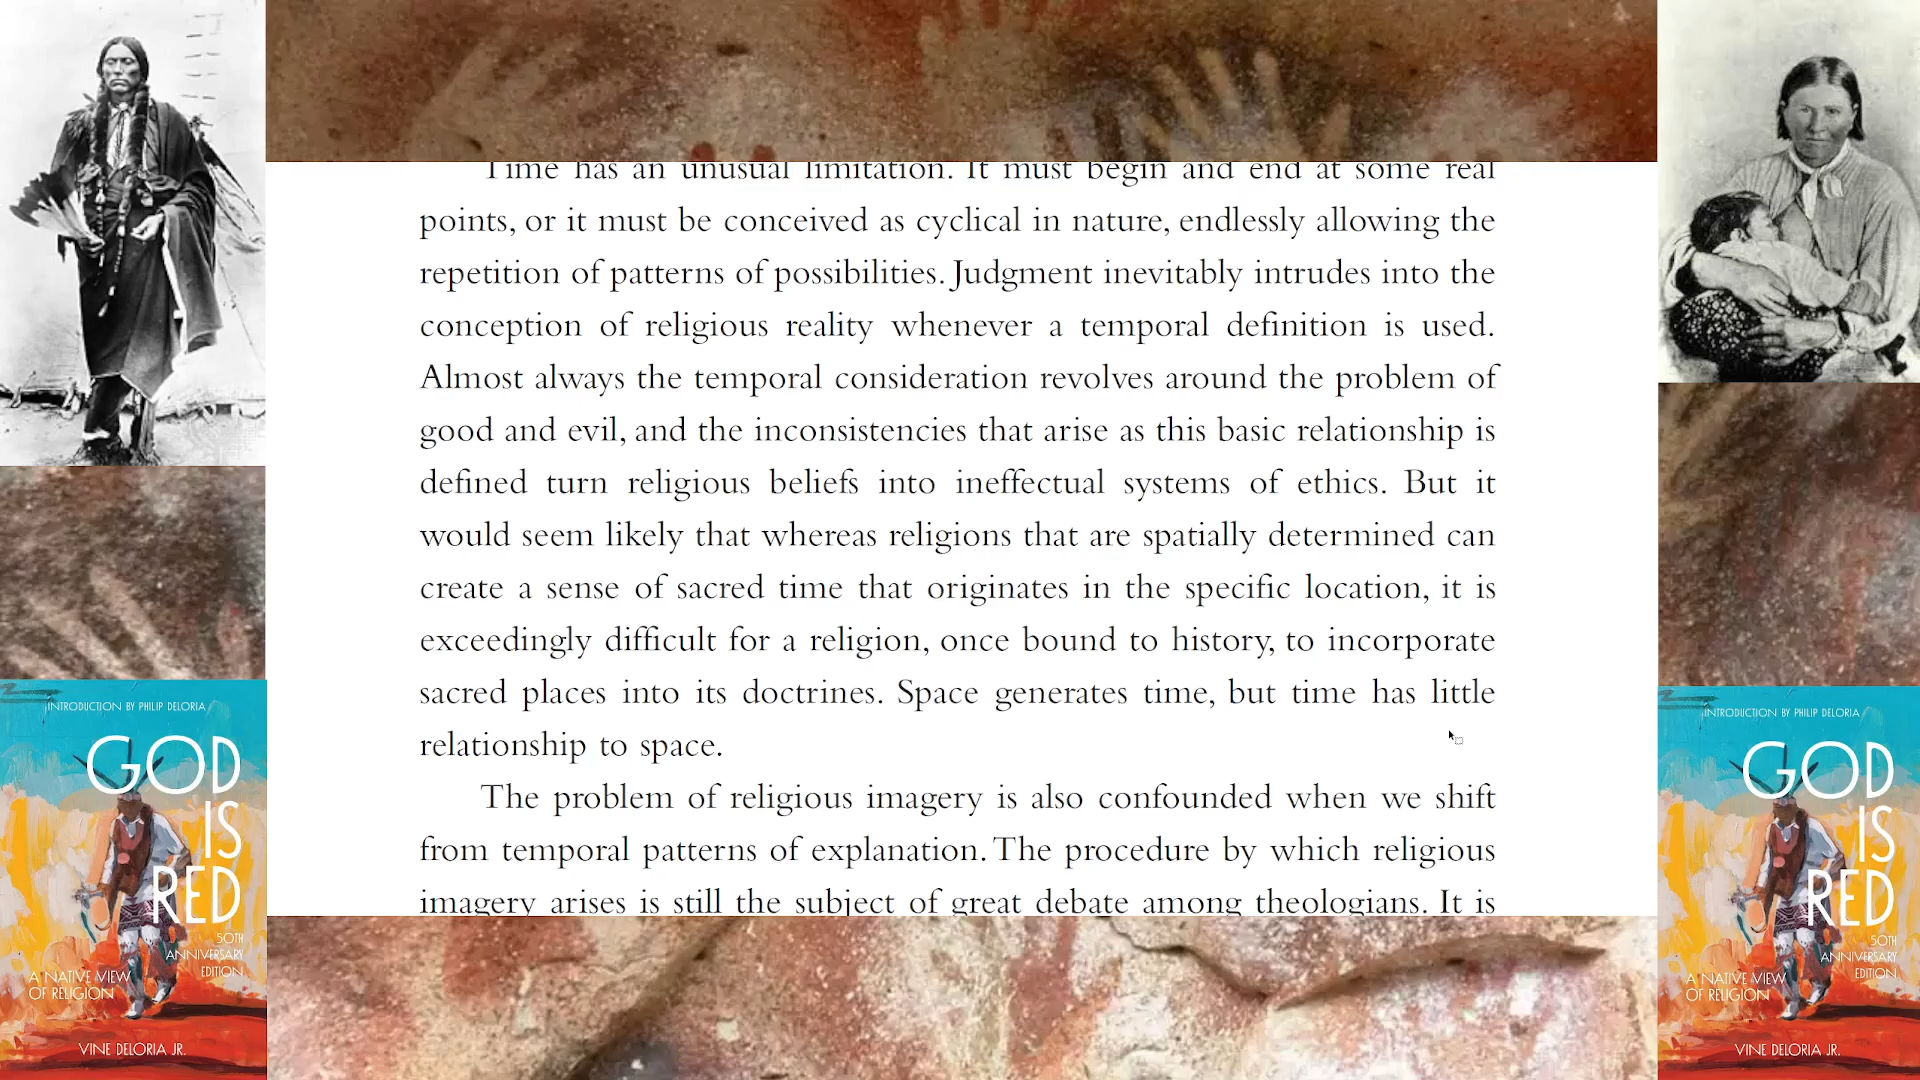 Time has an unusual limitation. It must begin and end at some real
points, or it must be conceived as cyclical in nature, endlessly allowing the
repetition of patterns of possibilities. Judgment inevitably intrudes into the
conception of religious reality whenever a temporal definition is used.
Almost always the temporal consideration revolves around the problem of
good and evil, and the inconsistencies that arise as this basic relationship is
defined turn religious beliefs into ineffectual systems of ethics. But it
would seem likely that whereas religions that are spatially determined can
create a sense of sacred time that originates in the specific location, it is
exceedingly difficult for a religion, once bound to history, to incorporate
sacred places into its doctrines. Space generates time, but time has little
relationship to space.
The problem of religious imagery is also confounded when we shift
from temporal patterns of explanation. The procedure by which religious
imagery arises is still the subject of great debate among theologians. It is
INTRODUCTION BY PHILIP DELORIA
GOD
IS
RED
50TH
ANNIVERSARY
EDITION
A NATIVE VIEW
OF RELIGION
VINE DELORIA JR.
INTRODUCTION BY PHILIP DELORIA
GOD
IS
RED
50TH
ANNIVERSARY
EDITION
A NATIVE VIEW
OF RELIGION
VINE DELORIA JR.